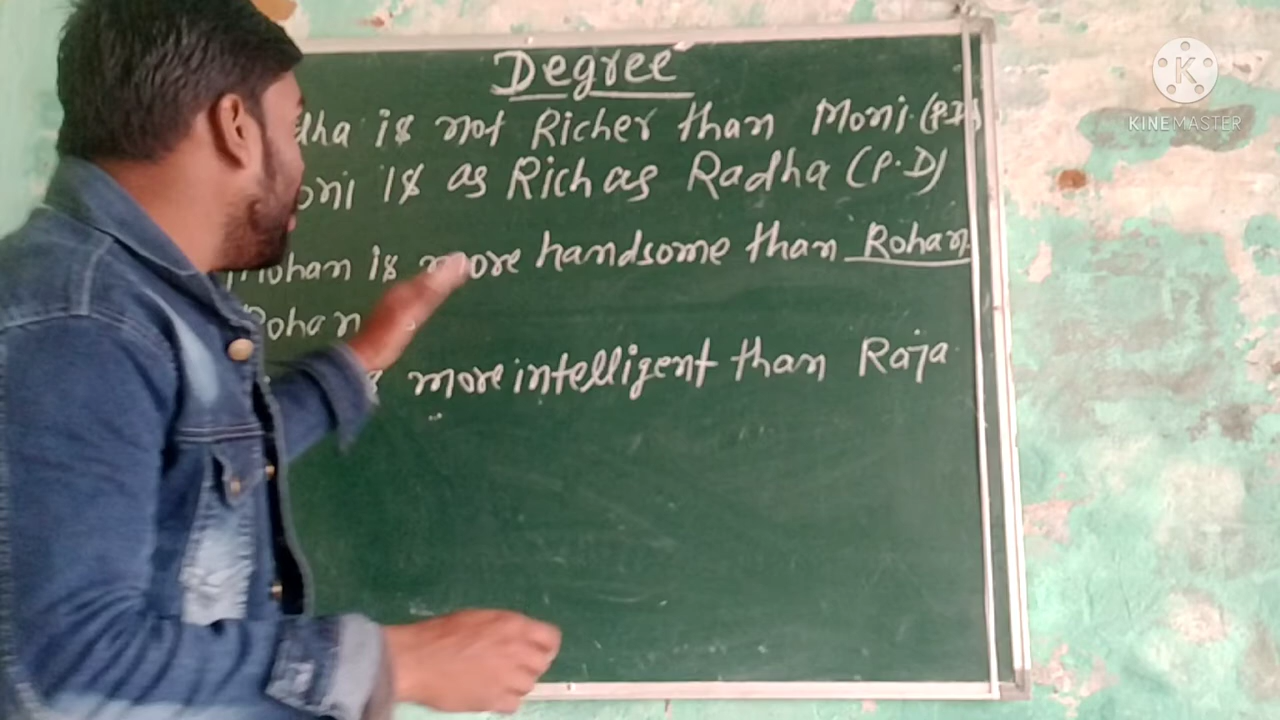 Degree
dha is not Richer than Moni. (P.D)
oni is as Rich as Radha (P.D)
Mohan is more handsome than Rohan
Rohan
more intelligent than Raja
KINEMASTER